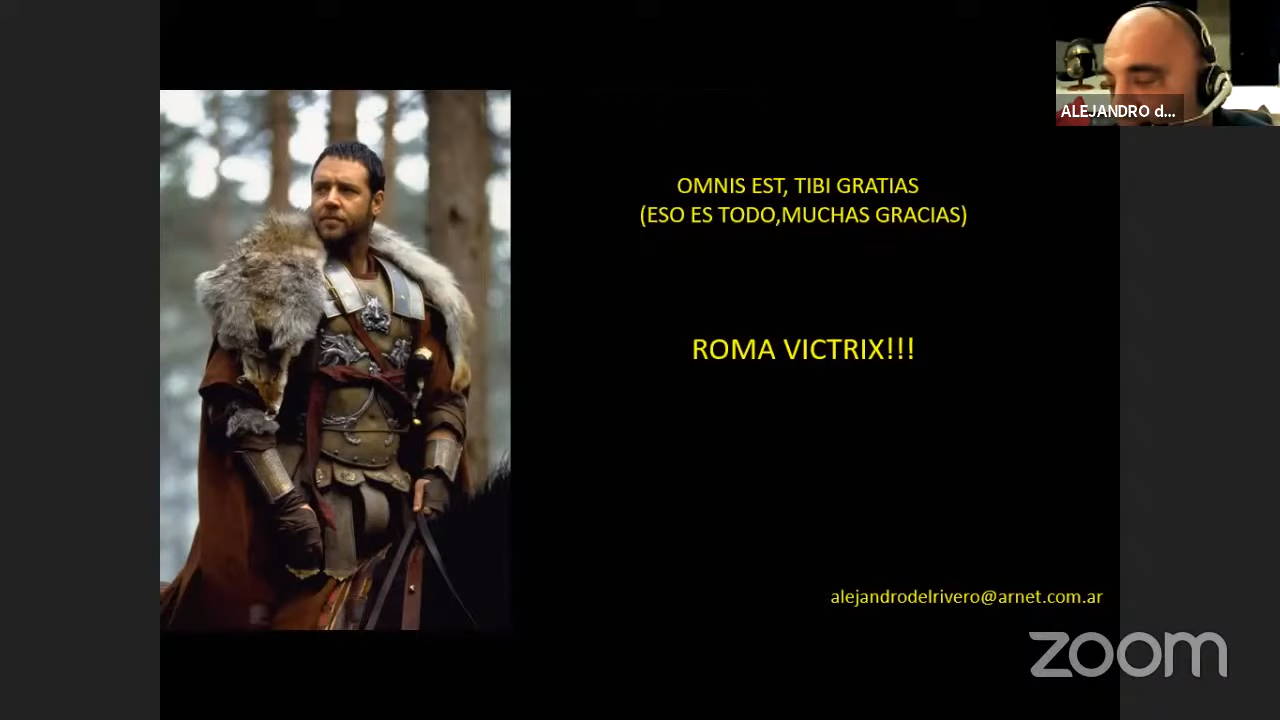 ALEJANDRO d...
OMNIS EST, TIBI GRATIAS
(ESO ES TODO,MUCHAS GRACIAS)
ROMA VICTRIX!!!
alejandrodelrivero@arnet.com.ar
zoom